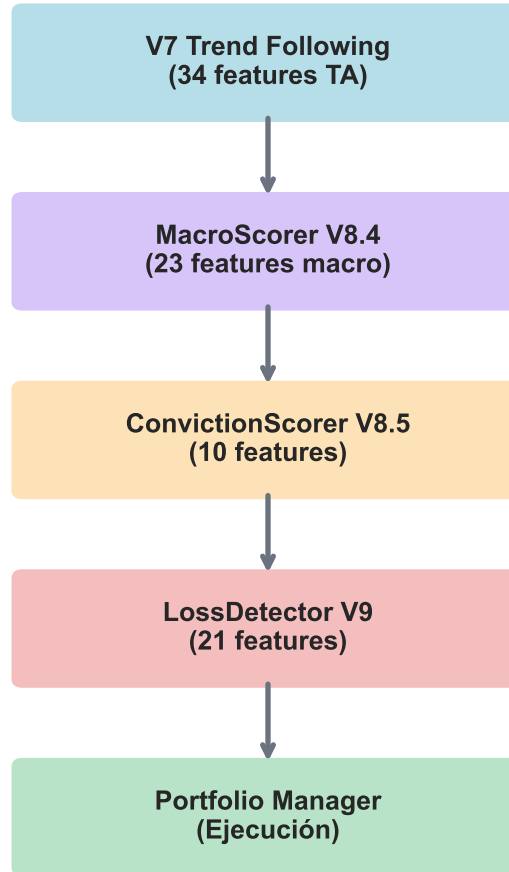 V7 Trend Following
(34 features TA)
MacroScorer V8.4
(23 features macro)
ConvictionScorer V8.5
(10 features)
LossDetector V9
(21 features)
Portfolio Manager
(Ejecución)